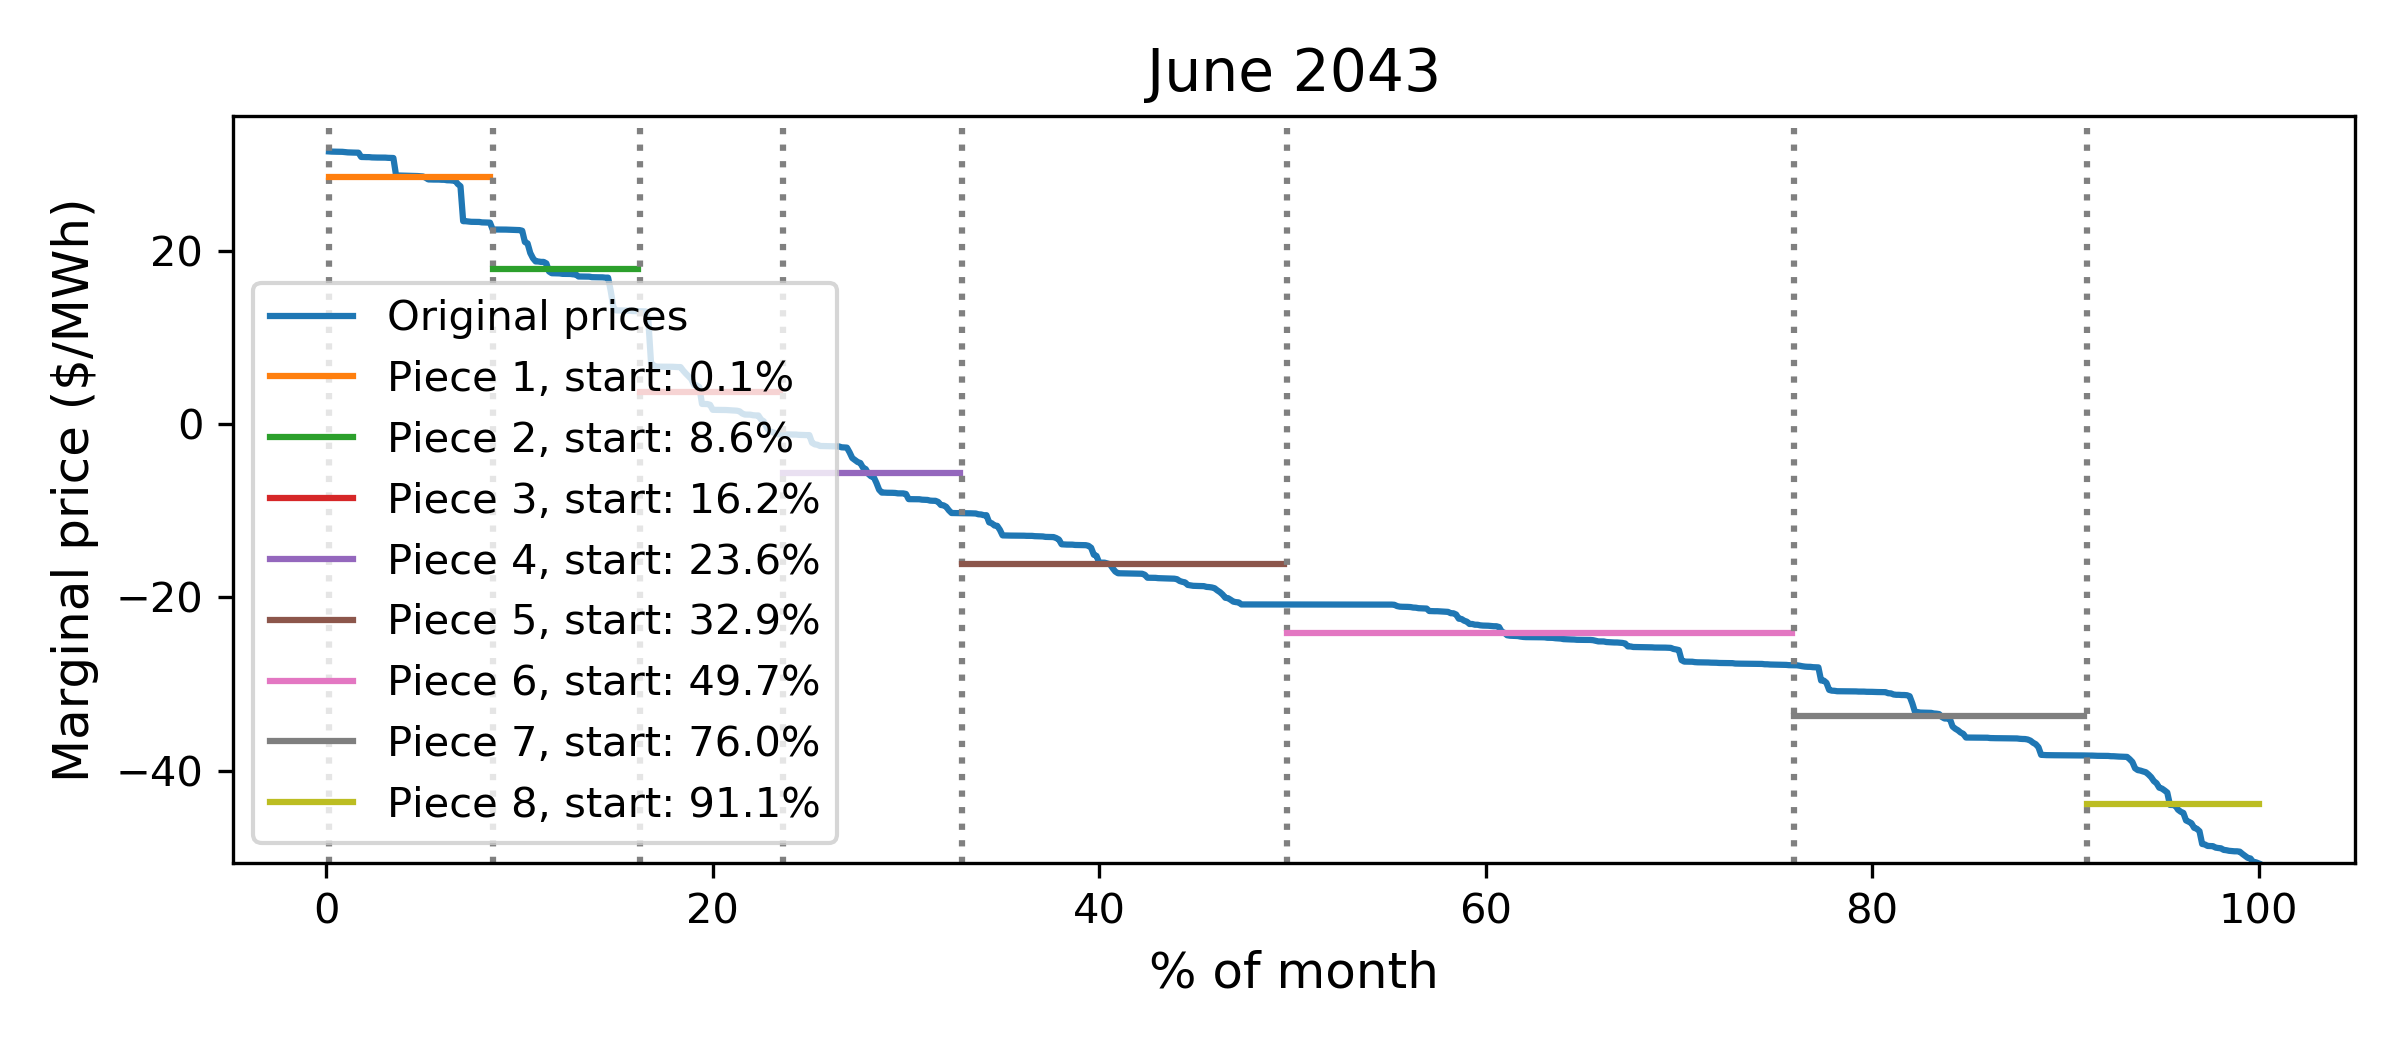 June 2043
Marginal price ($/MWh)
20
0
−20
−40
Original prices
Piece 1, start: 0.1%
Piece 2, start: 8.6%
Piece 3, start: 16.2%
Piece 4, start: 23.6%
Piece 5, start: 32.9%
Piece 6, start: 49.7%
Piece 7, start: 76.0%
Piece 8, start: 91.1%
0 20 40 60 80 100
% of month